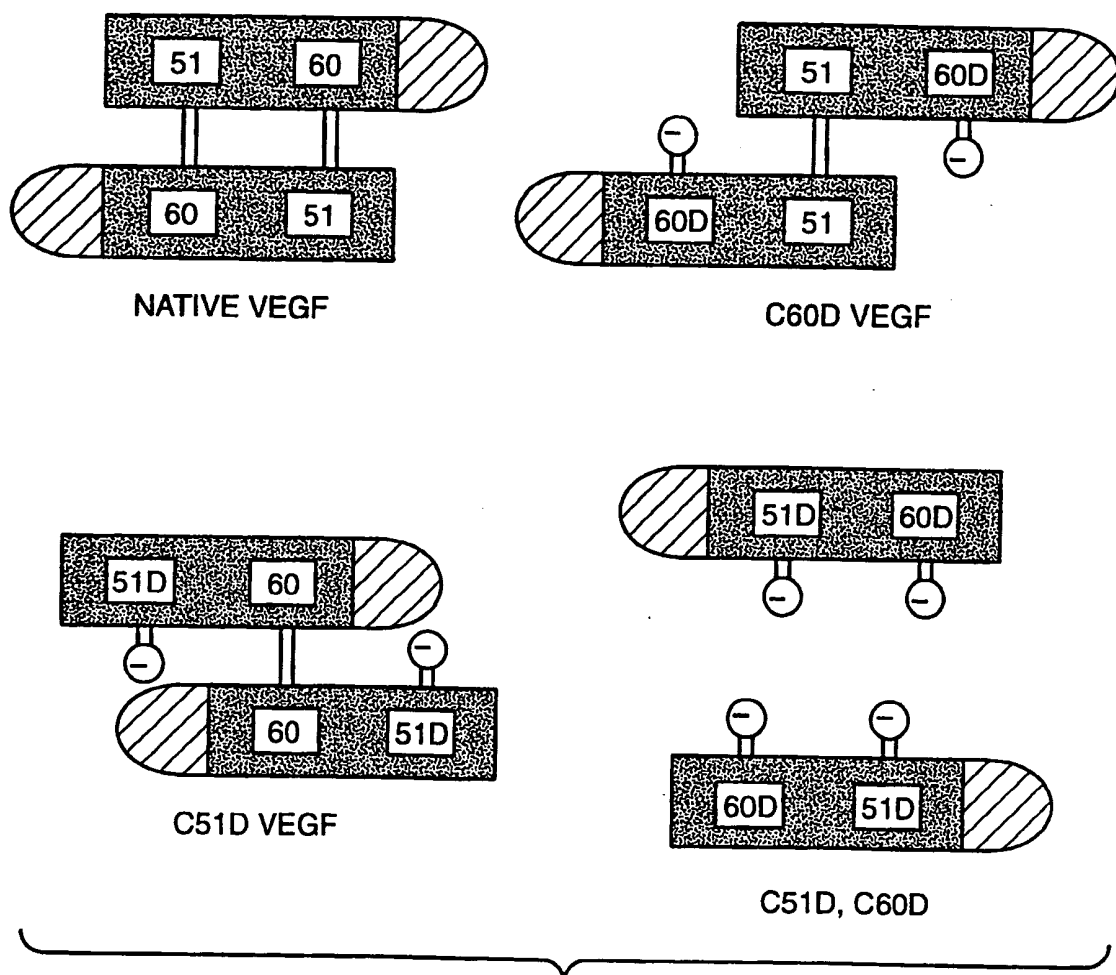 51 60
60 51
NATIVE VEGF
51 60D
60D 51
− −
C60D VEGF
51D 60
− −
60 51D
C51D VEGF
51D 60D
− −
− −
60D 51D
C51D, C60D